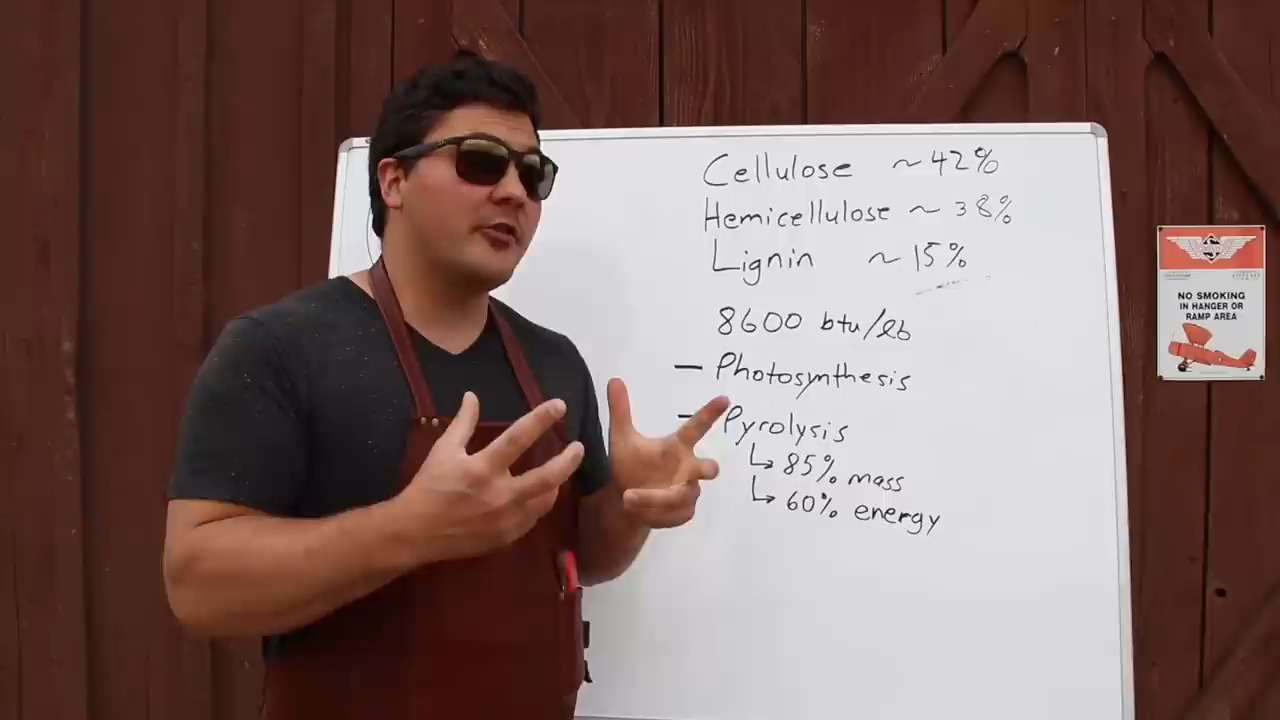 Cellulose ~42%
Hemicellulose ~38%
Lignin ~15%
8600 btu/lb
– Photosynthesis
– Pyrolysis
↳ 85% mass
↳ 60% energy
NO SMOKING
IN HANGER OR
RAMP AREA